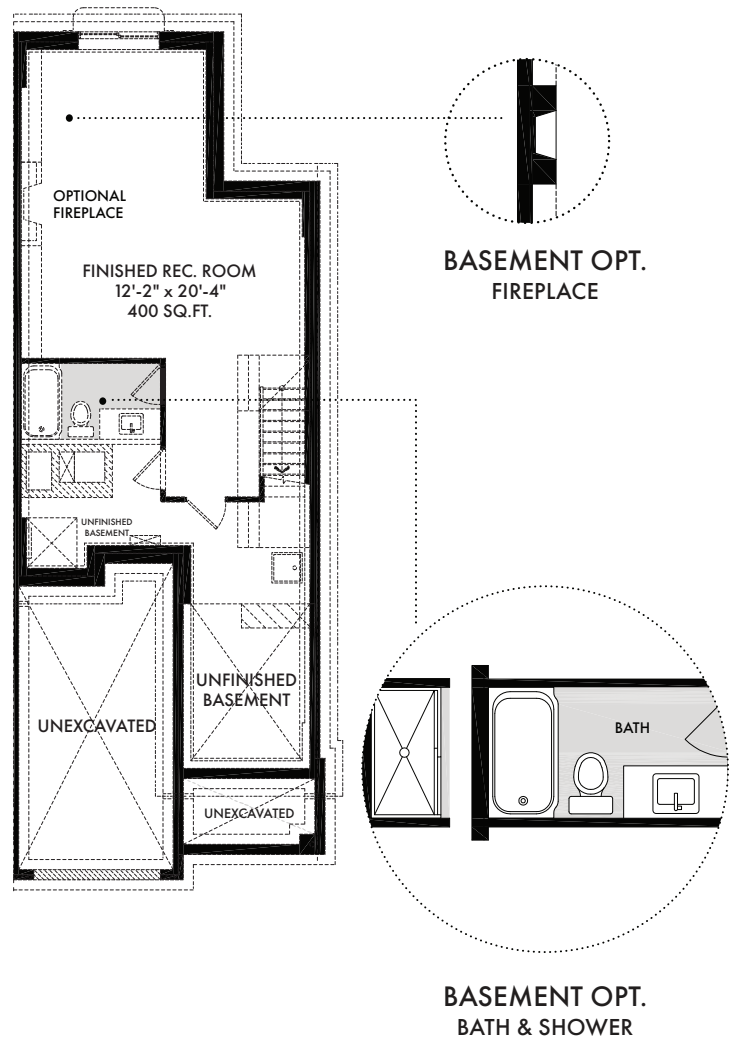 OPTIONAL
FIREPLACE
FINISHED REC. ROOM
12'-2" x 20'-4"
400 SQ.FT.
BASEMENT OPT.
FIREPLACE
UNFINISHED
BASEMENT
UNFINISHED
BASEMENT
UNEXCAVATED
UNEXCAVATED
BATH
BASEMENT OPT.
BATH & SHOWER